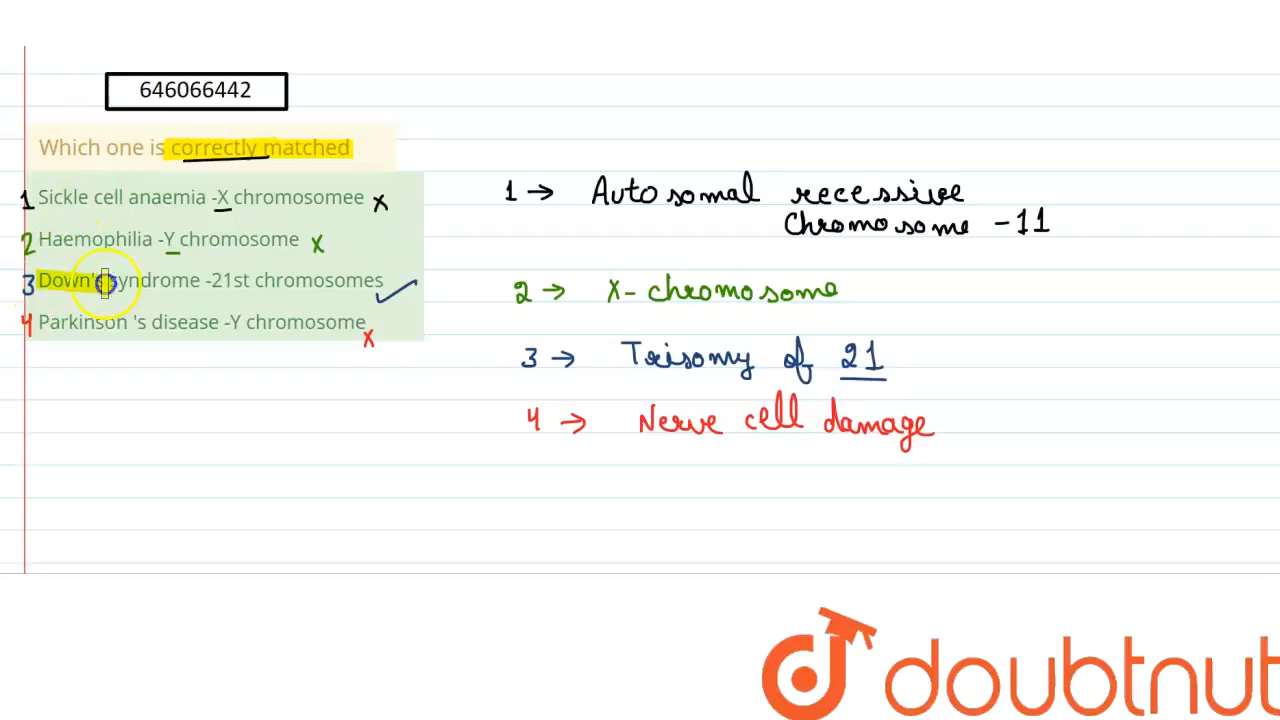 646066442
Which one is correctly matched
1 Sickle cell anaemia -X chromosomee x
2 Haemophilia -Y chromosome x
3 Down's syndrome -21st chromosomes ✓
4 Parkinson 's disease -Y chromosome x
1 → Autosomal recessive
Chromosome -11
2 → X- chromosome
3 → Trisomy of 21
4 → Nerve cell damage
doubtnut